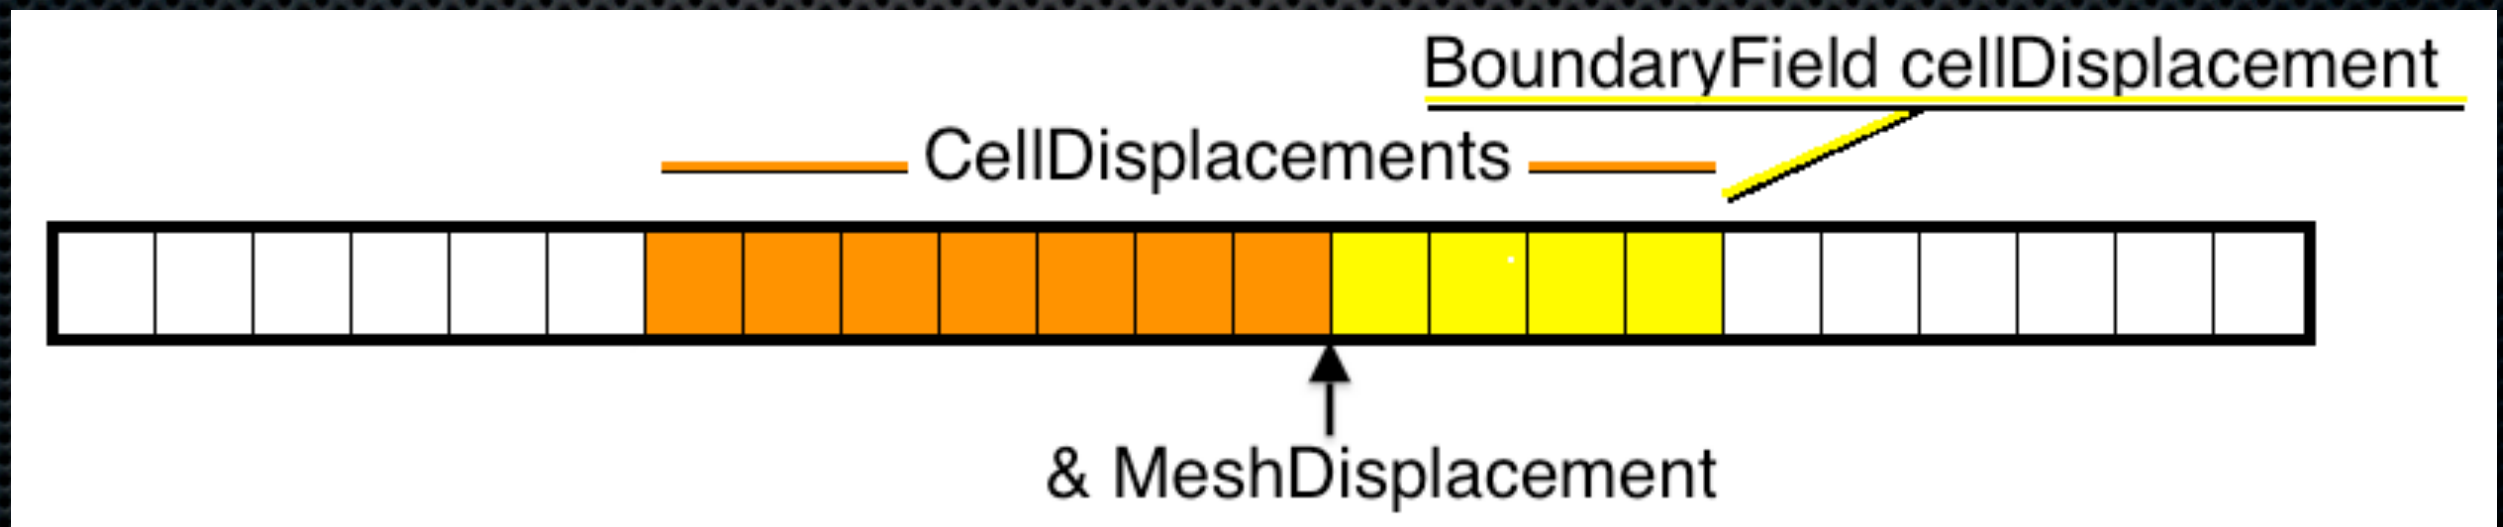 BoundaryField cellDisplacement
CellDisplacements
& MeshDisplacement